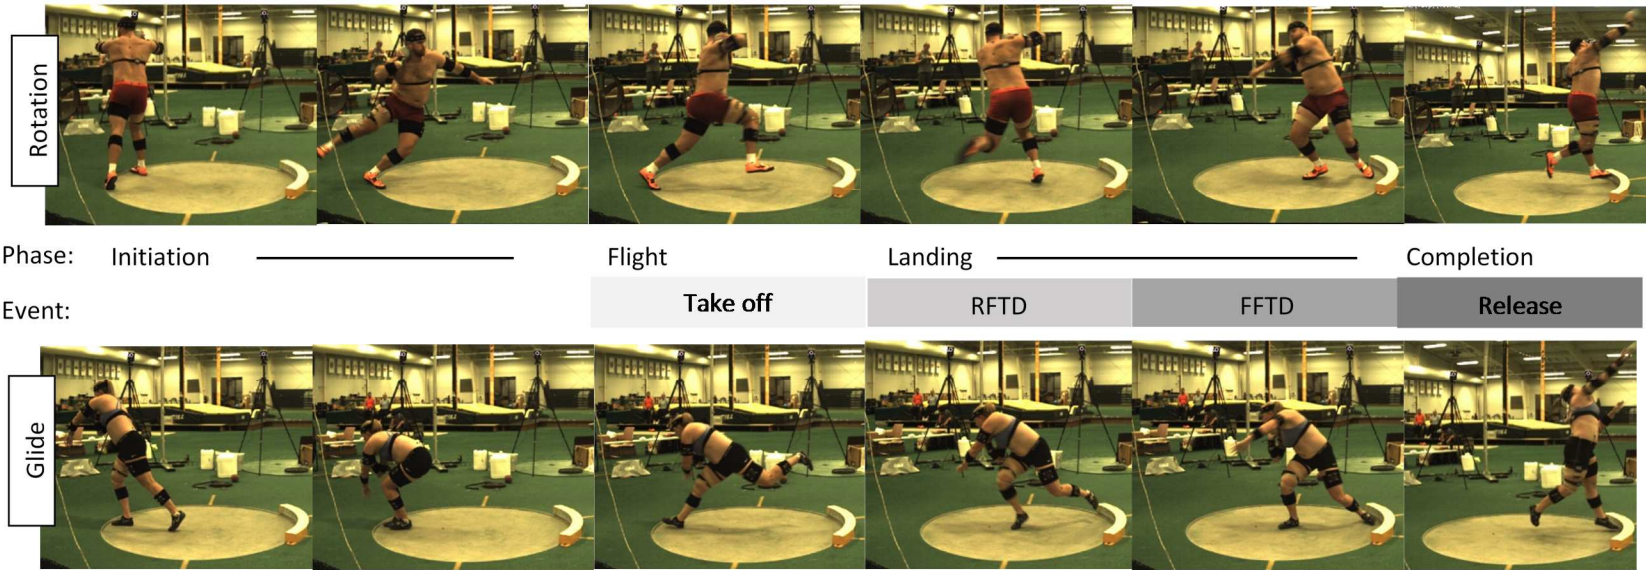 Rotation
Phase: Initiation Flight Landing Completion
Event: Take off RFTD FFTD Release
Glide